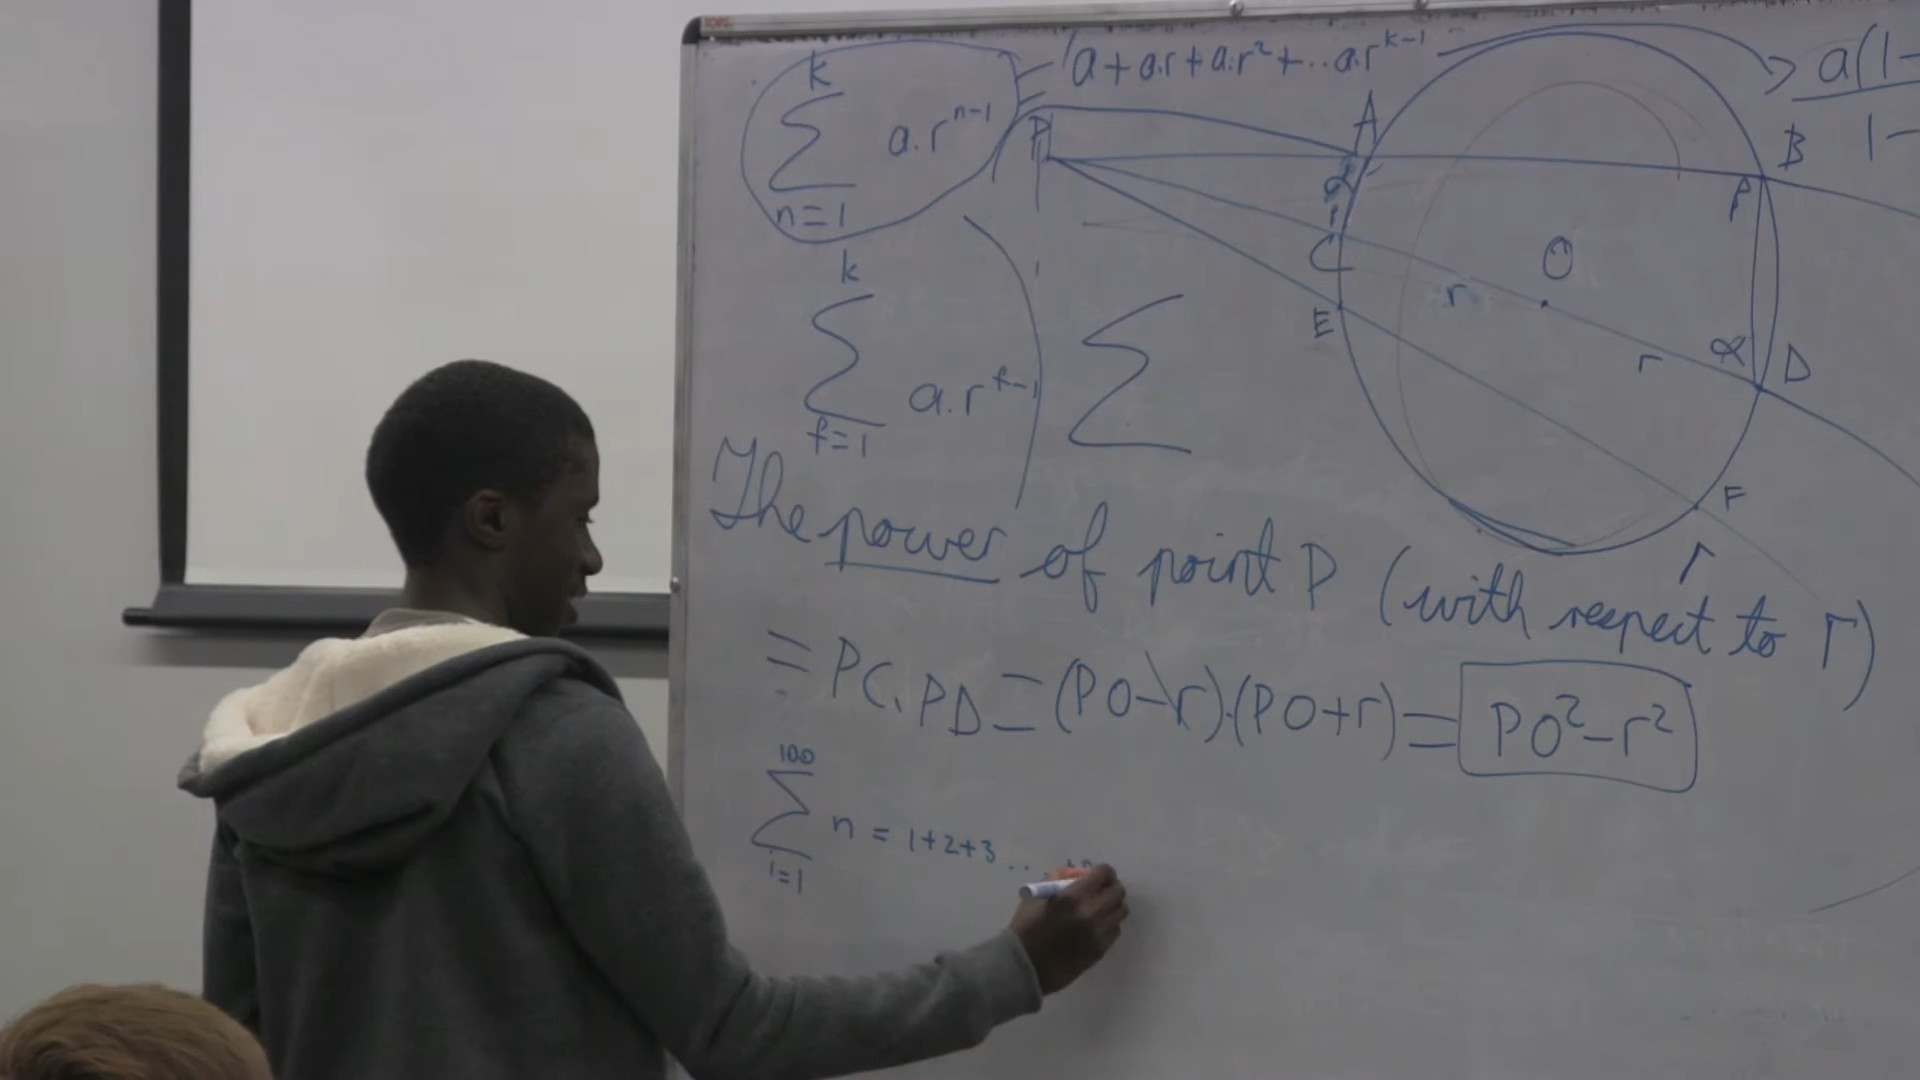 k
∑ a.r^{n-1} = a + a.r + a.r² + .. a.r^{k-1} a(1-
n=1 1-
P A B
α β
C O
r
E r α D
k
∑ a.r^{f-1} ∑
f=1
F
Γ
The power of point P (with respect to Γ)
= PC.PD = (PO-r).(PO+r) = PO²-r²
100
∑ n = 1+2+3...
i=1